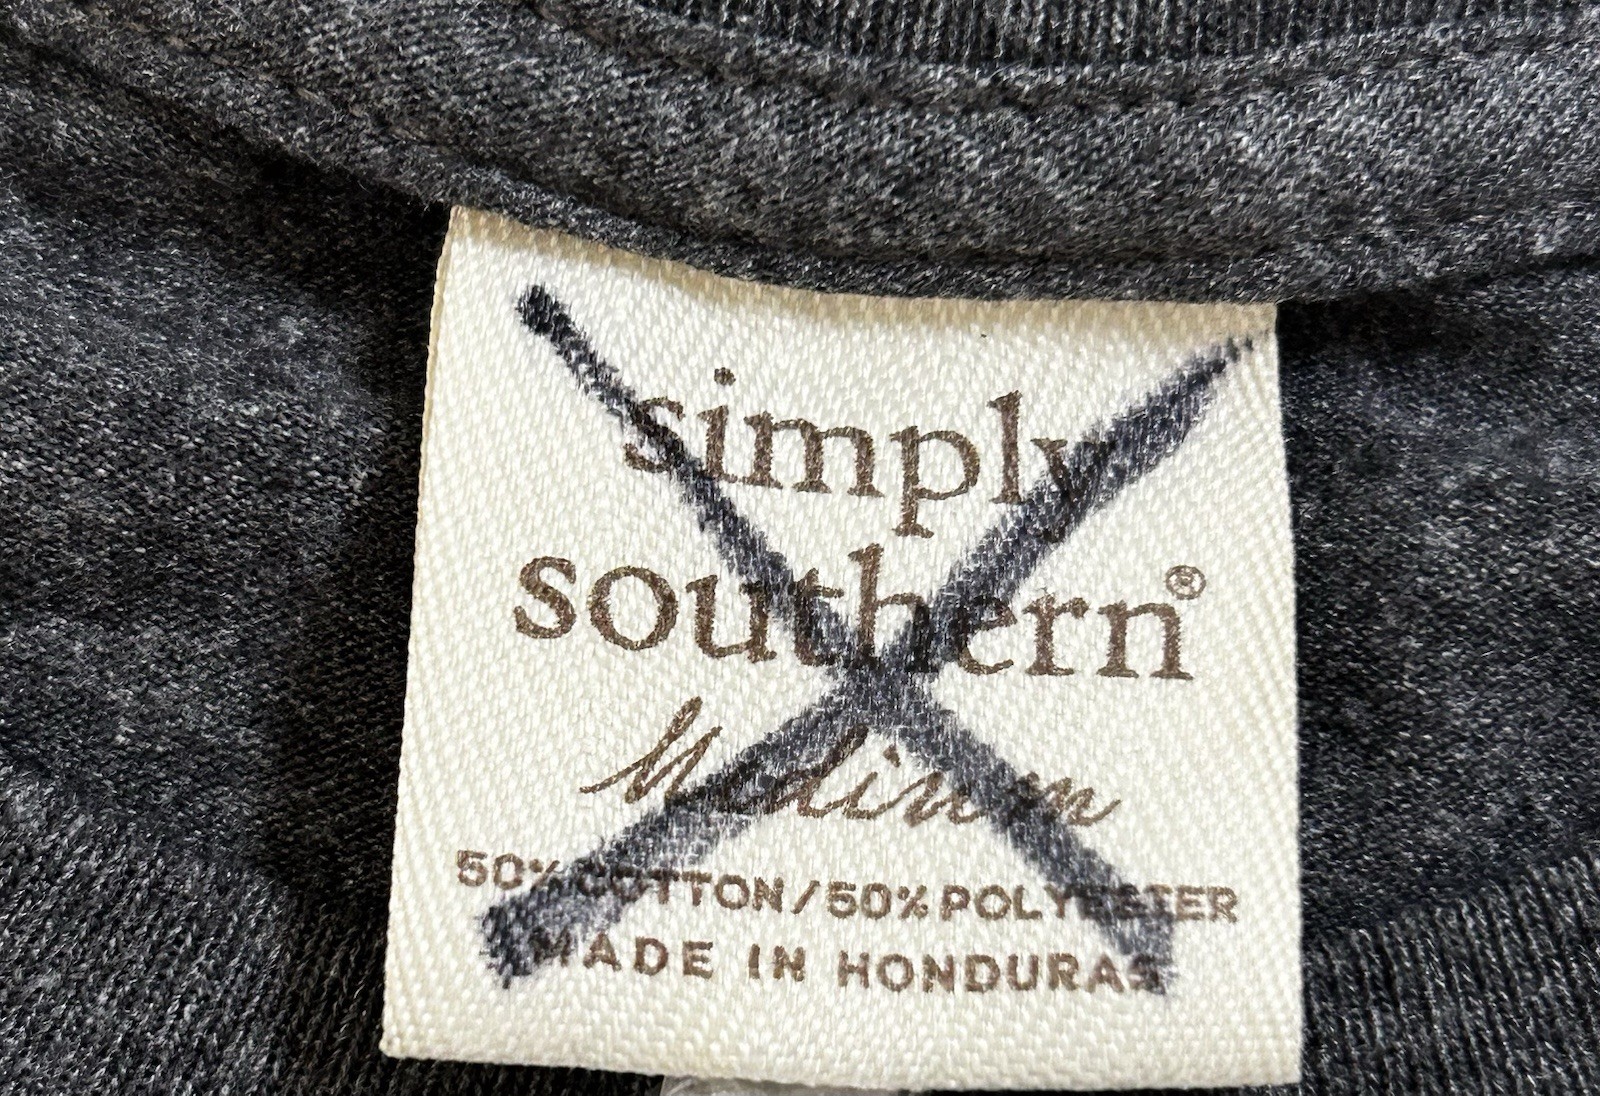 simply
southern®
Medium
50% COTTON/50% POLYESTER
MADE IN HONDURAS